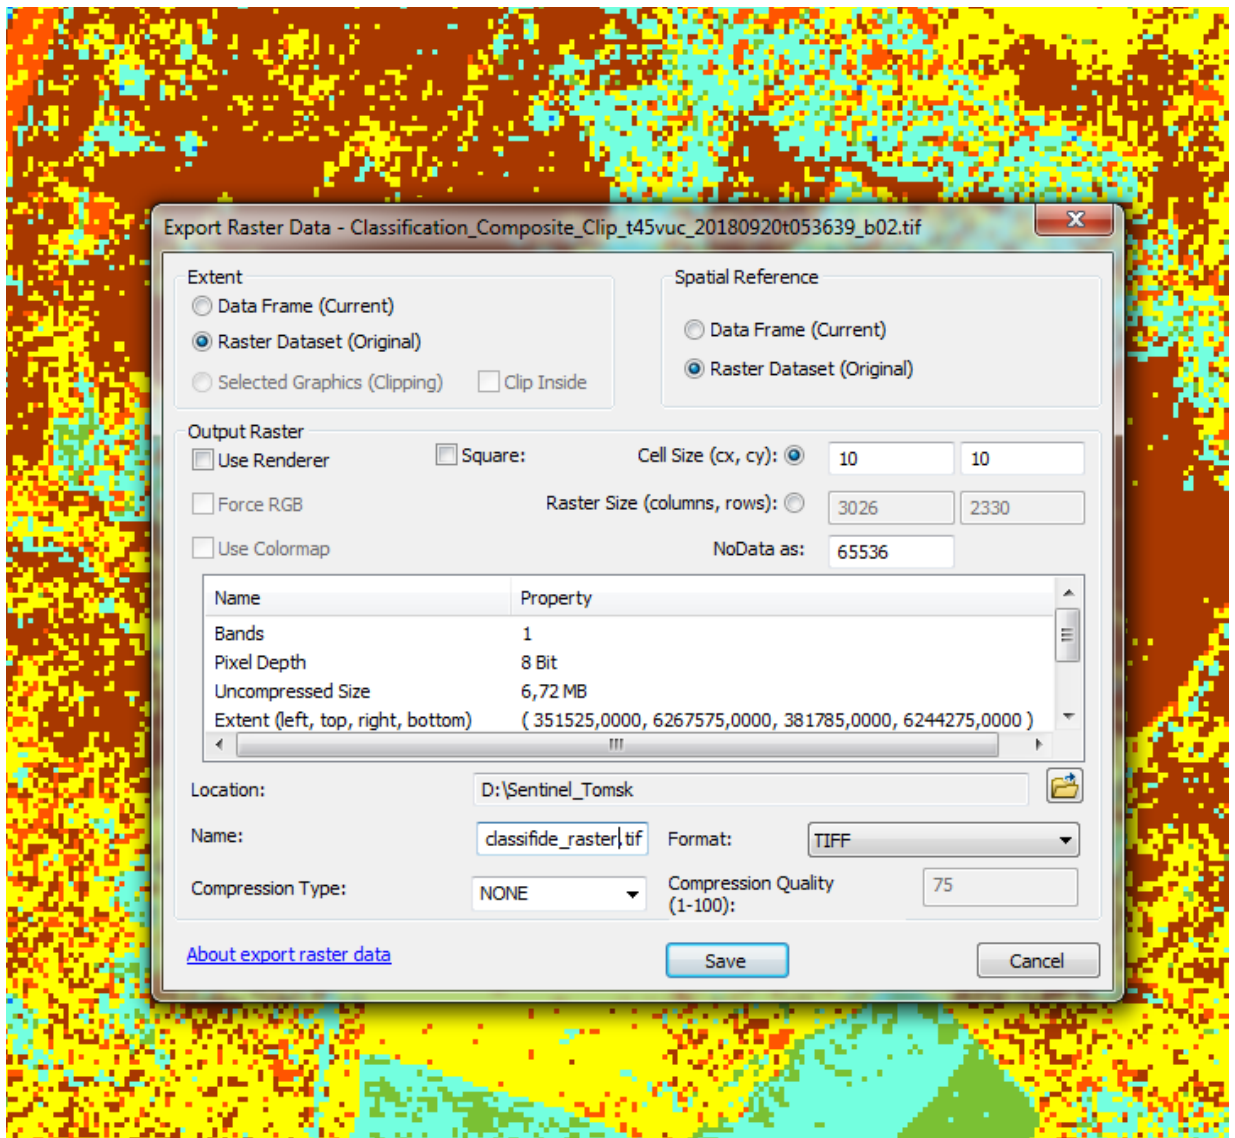 Export Raster Data - Classification_Composite_Clip_t45vuc_20180920t053639_b02.tif
Extent
Data Frame (Current)
Raster Dataset (Original)
Selected Graphics (Clipping) Clip Inside
Spatial Reference
Data Frame (Current)
Raster Dataset (Original)
Output Raster
Use Renderer Square: Cell Size (cx, cy): 10 10
Force RGB Raster Size (columns, rows): 3026 2330
Use Colormap NoData as: 65536
Name Property
Bands 1
Pixel Depth 8 Bit
Uncompressed Size 6,72 MB
Extent (left, top, right, bottom) ( 351525,0000, 6267575,0000, 381785,0000, 6244275,0000 )
Location: D:\Sentinel_Tomsk
Name: classifide_raster.tif Format: TIFF
Compression Type: NONE Compression Quality 75
(1-100):
About export raster data Save Cancel